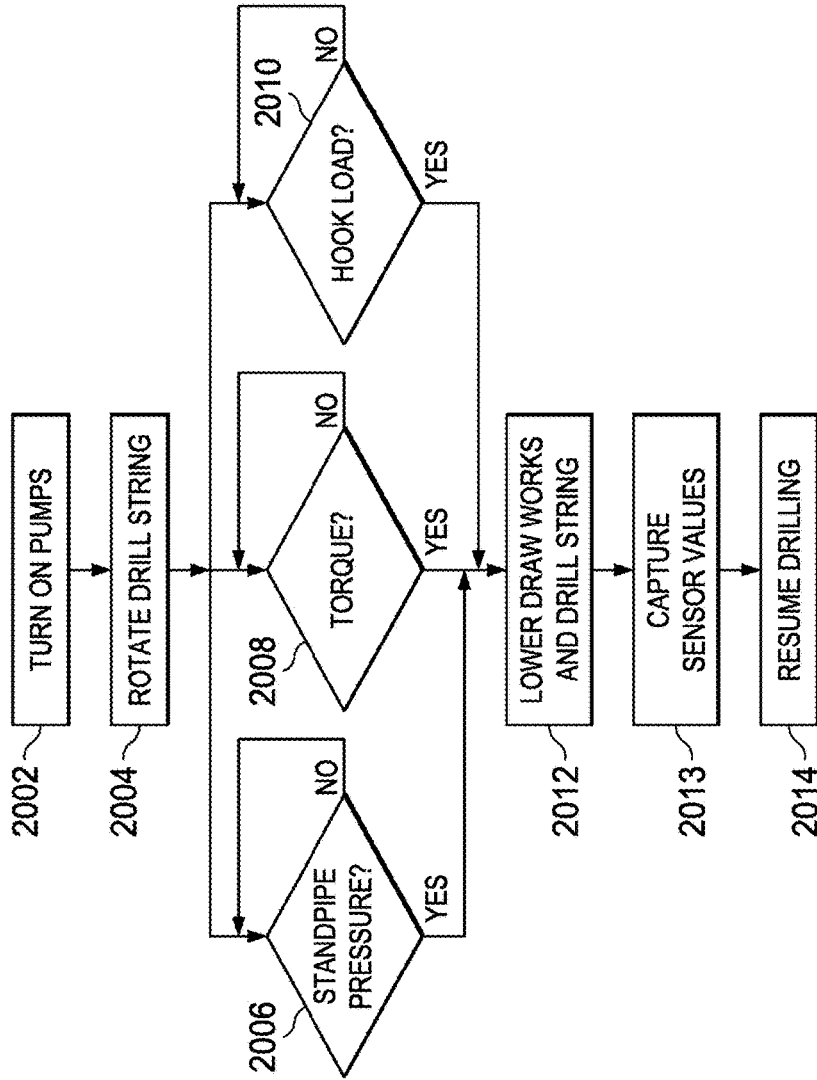 2002
TURN ON PUMPS
2004
ROTATE DRILL STRING
2006
STANDPIPE
PRESSURE?
NO
YES
2008
TORQUE?
NO
YES
2010
HOOK LOAD?
NO
YES
2012
LOWER DRAW WORKS
AND DRILL STRING
2013
CAPTURE
SENSOR VALUES
2014
RESUME DRILLING